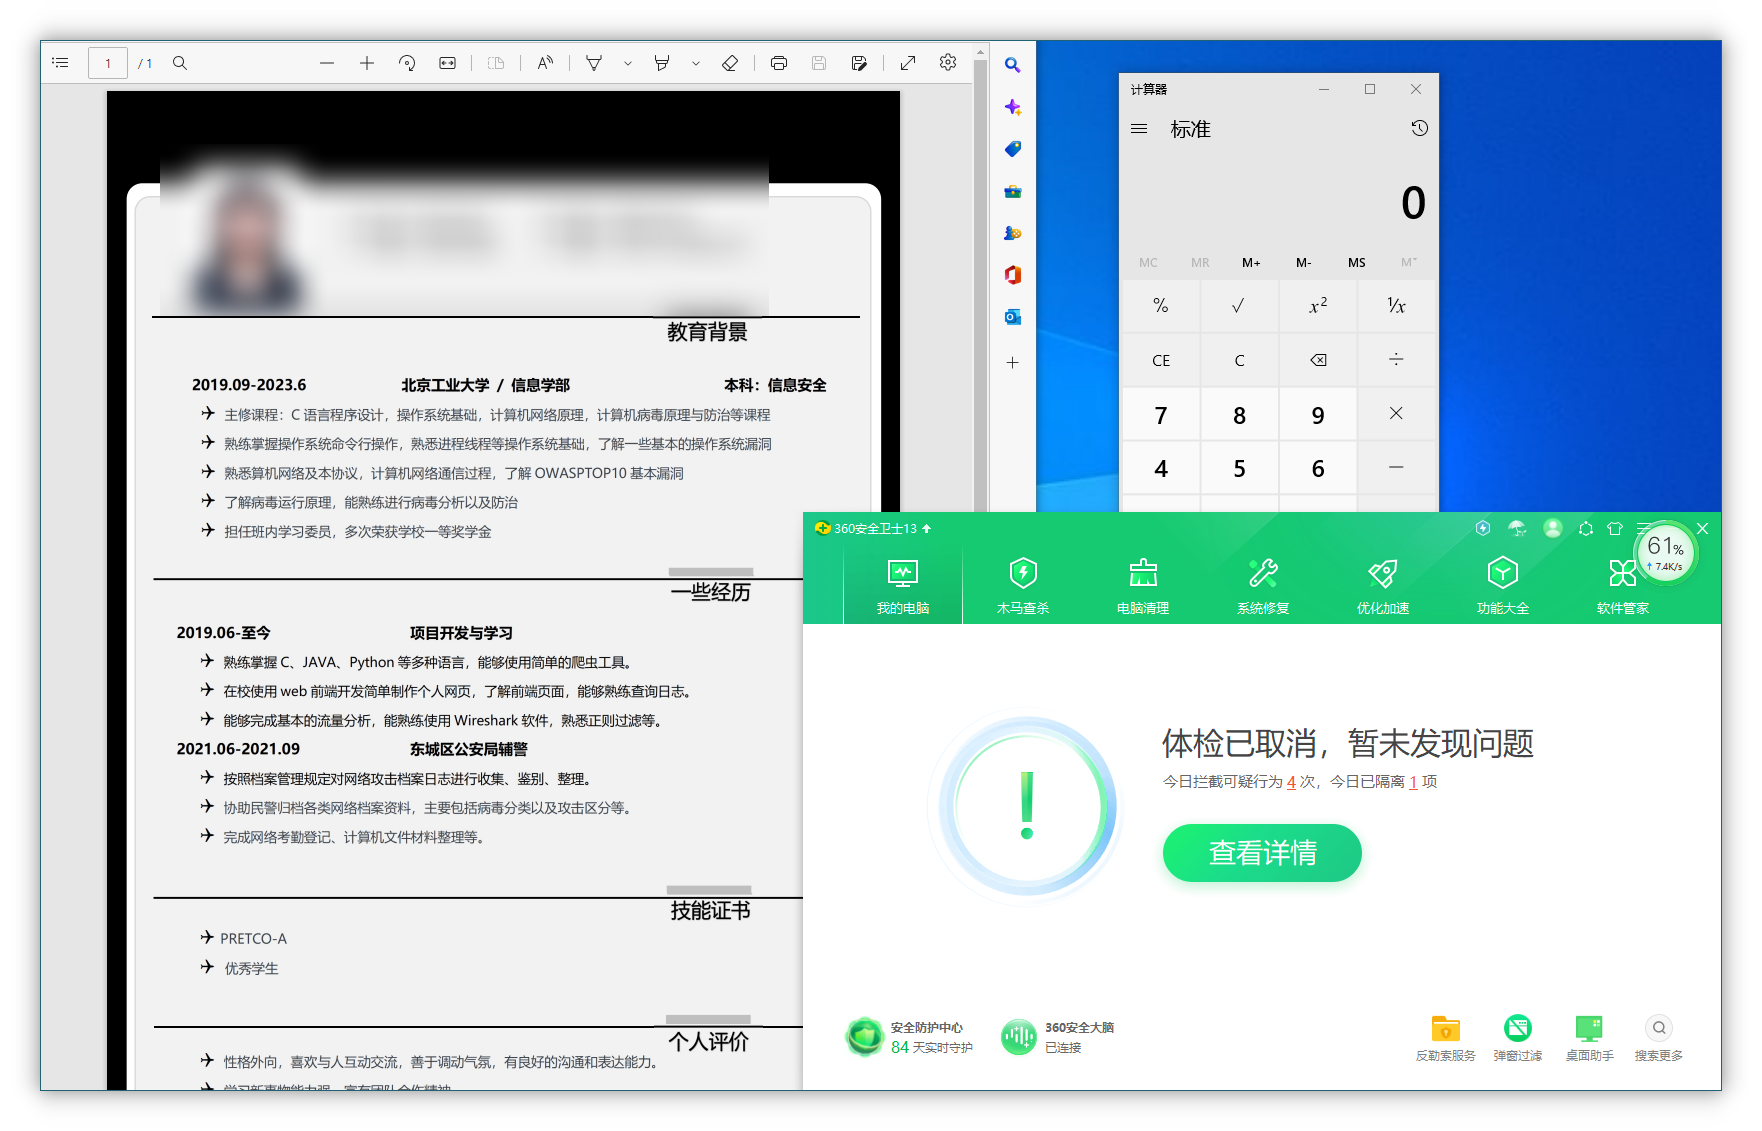 1
/ 1
教育背景
2019.09-2023.6 北京工业大学 / 信息学部 本科：信息安全
主修课程：C 语言程序设计，操作系统基础，计算机网络原理，计算机病毒原理与防治等课程
熟练掌握操作系统命令行操作，熟悉进程线程等操作系统基础，了解一些基本的操作系统漏洞
熟悉算机网络及本协议，计算机网络通信过程，了解 OWASPTOP10 基本漏洞
了解病毒运行原理，能熟练进行病毒分析以及防治
担任班内学习委员，多次荣获学校一等奖学金
一些经历
2019.06-至今 项目开发与学习
熟练掌握 C、JAVA、Python 等多种语言，能够使用简单的爬虫工具。
在校使用 web 前端开发简单制作个人网页，了解前端页面，能够熟练查询日志。
能够完成基本的流量分析，能熟练使用 Wireshark 软件，熟悉正则过滤等。
2021.06-2021.09 东城区公安局辅警
按照档案管理规定对网络攻击档案日志进行收集、鉴别、整理。
协助民警归档各类网络档案资料，主要包括病毒分类以及攻击区分等。
完成网络考勤登记、计算机文件材料整理等。
技能证书
PRETCO-A
优秀学生
个人评价
性格外向，喜欢与人互动交流，善于调动气氛，有良好的沟通和表达能力。
计算器
标准
0
MC MR M+ M- MS M˅
% √ x² ¹/x
CE C ÷
7 8 9 ×
4 5 6 −
360安全卫士13
61%
7.4K/s
我的电脑 木马查杀 电脑清理 系统修复 优化加速 功能大全 软件管家
体检已取消，暂未发现问题
今日拦截可疑行为 4 次，今日已隔离 1 项
查看详情
安全防护中心
84 天实时守护
360安全大脑
已连接
反勒索服务 弹窗过滤 桌面助手 搜索更多